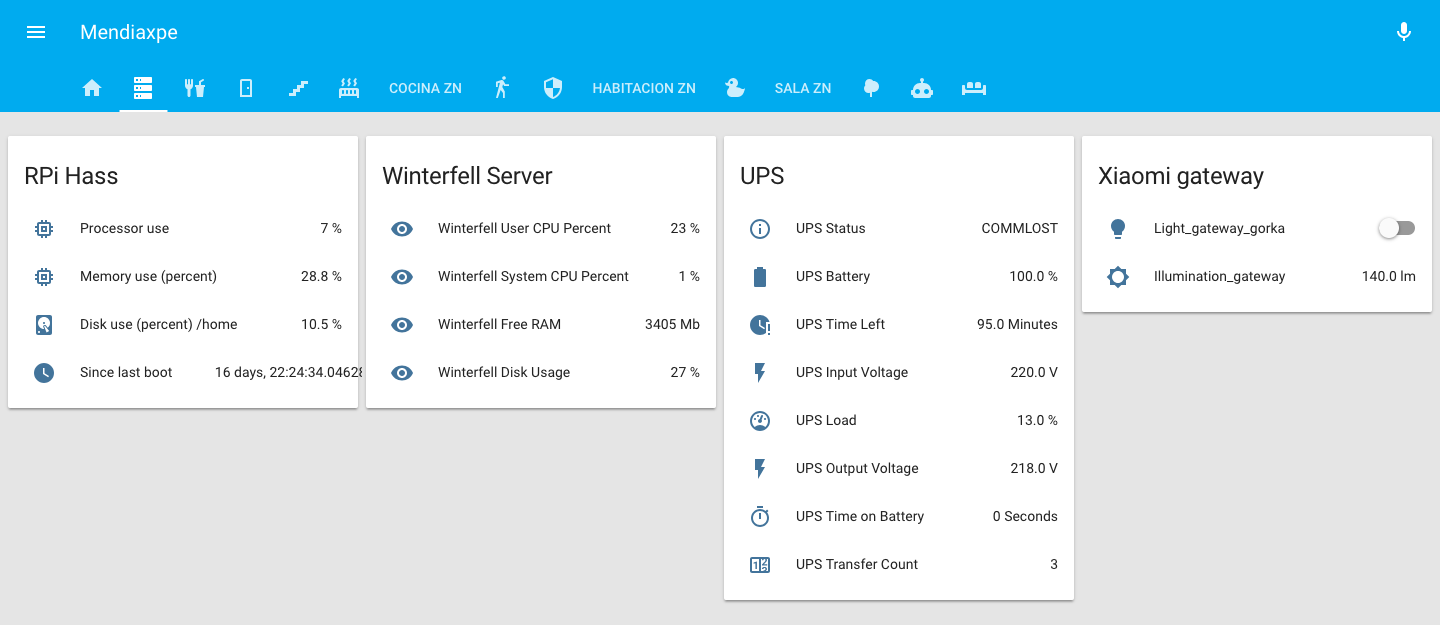 Mendiaxpe
COCINA ZN
HABITACION ZN
SALA ZN
RPi Hass
Processor use 7 %
Memory use (percent) 28.8 %
Disk use (percent) /home 10.5 %
Since last boot 16 days, 22:24:34.04628
Winterfell Server
Winterfell User CPU Percent 23 %
Winterfell System CPU Percent 1 %
Winterfell Free RAM 3405 Mb
Winterfell Disk Usage 27 %
UPS
UPS Status COMMLOST
UPS Battery 100.0 %
UPS Time Left 95.0 Minutes
UPS Input Voltage 220.0 V
UPS Load 13.0 %
UPS Output Voltage 218.0 V
UPS Time on Battery 0 Seconds
UPS Transfer Count 3
Xiaomi gateway
Light_gateway_gorka
Illumination_gateway 140.0 lm